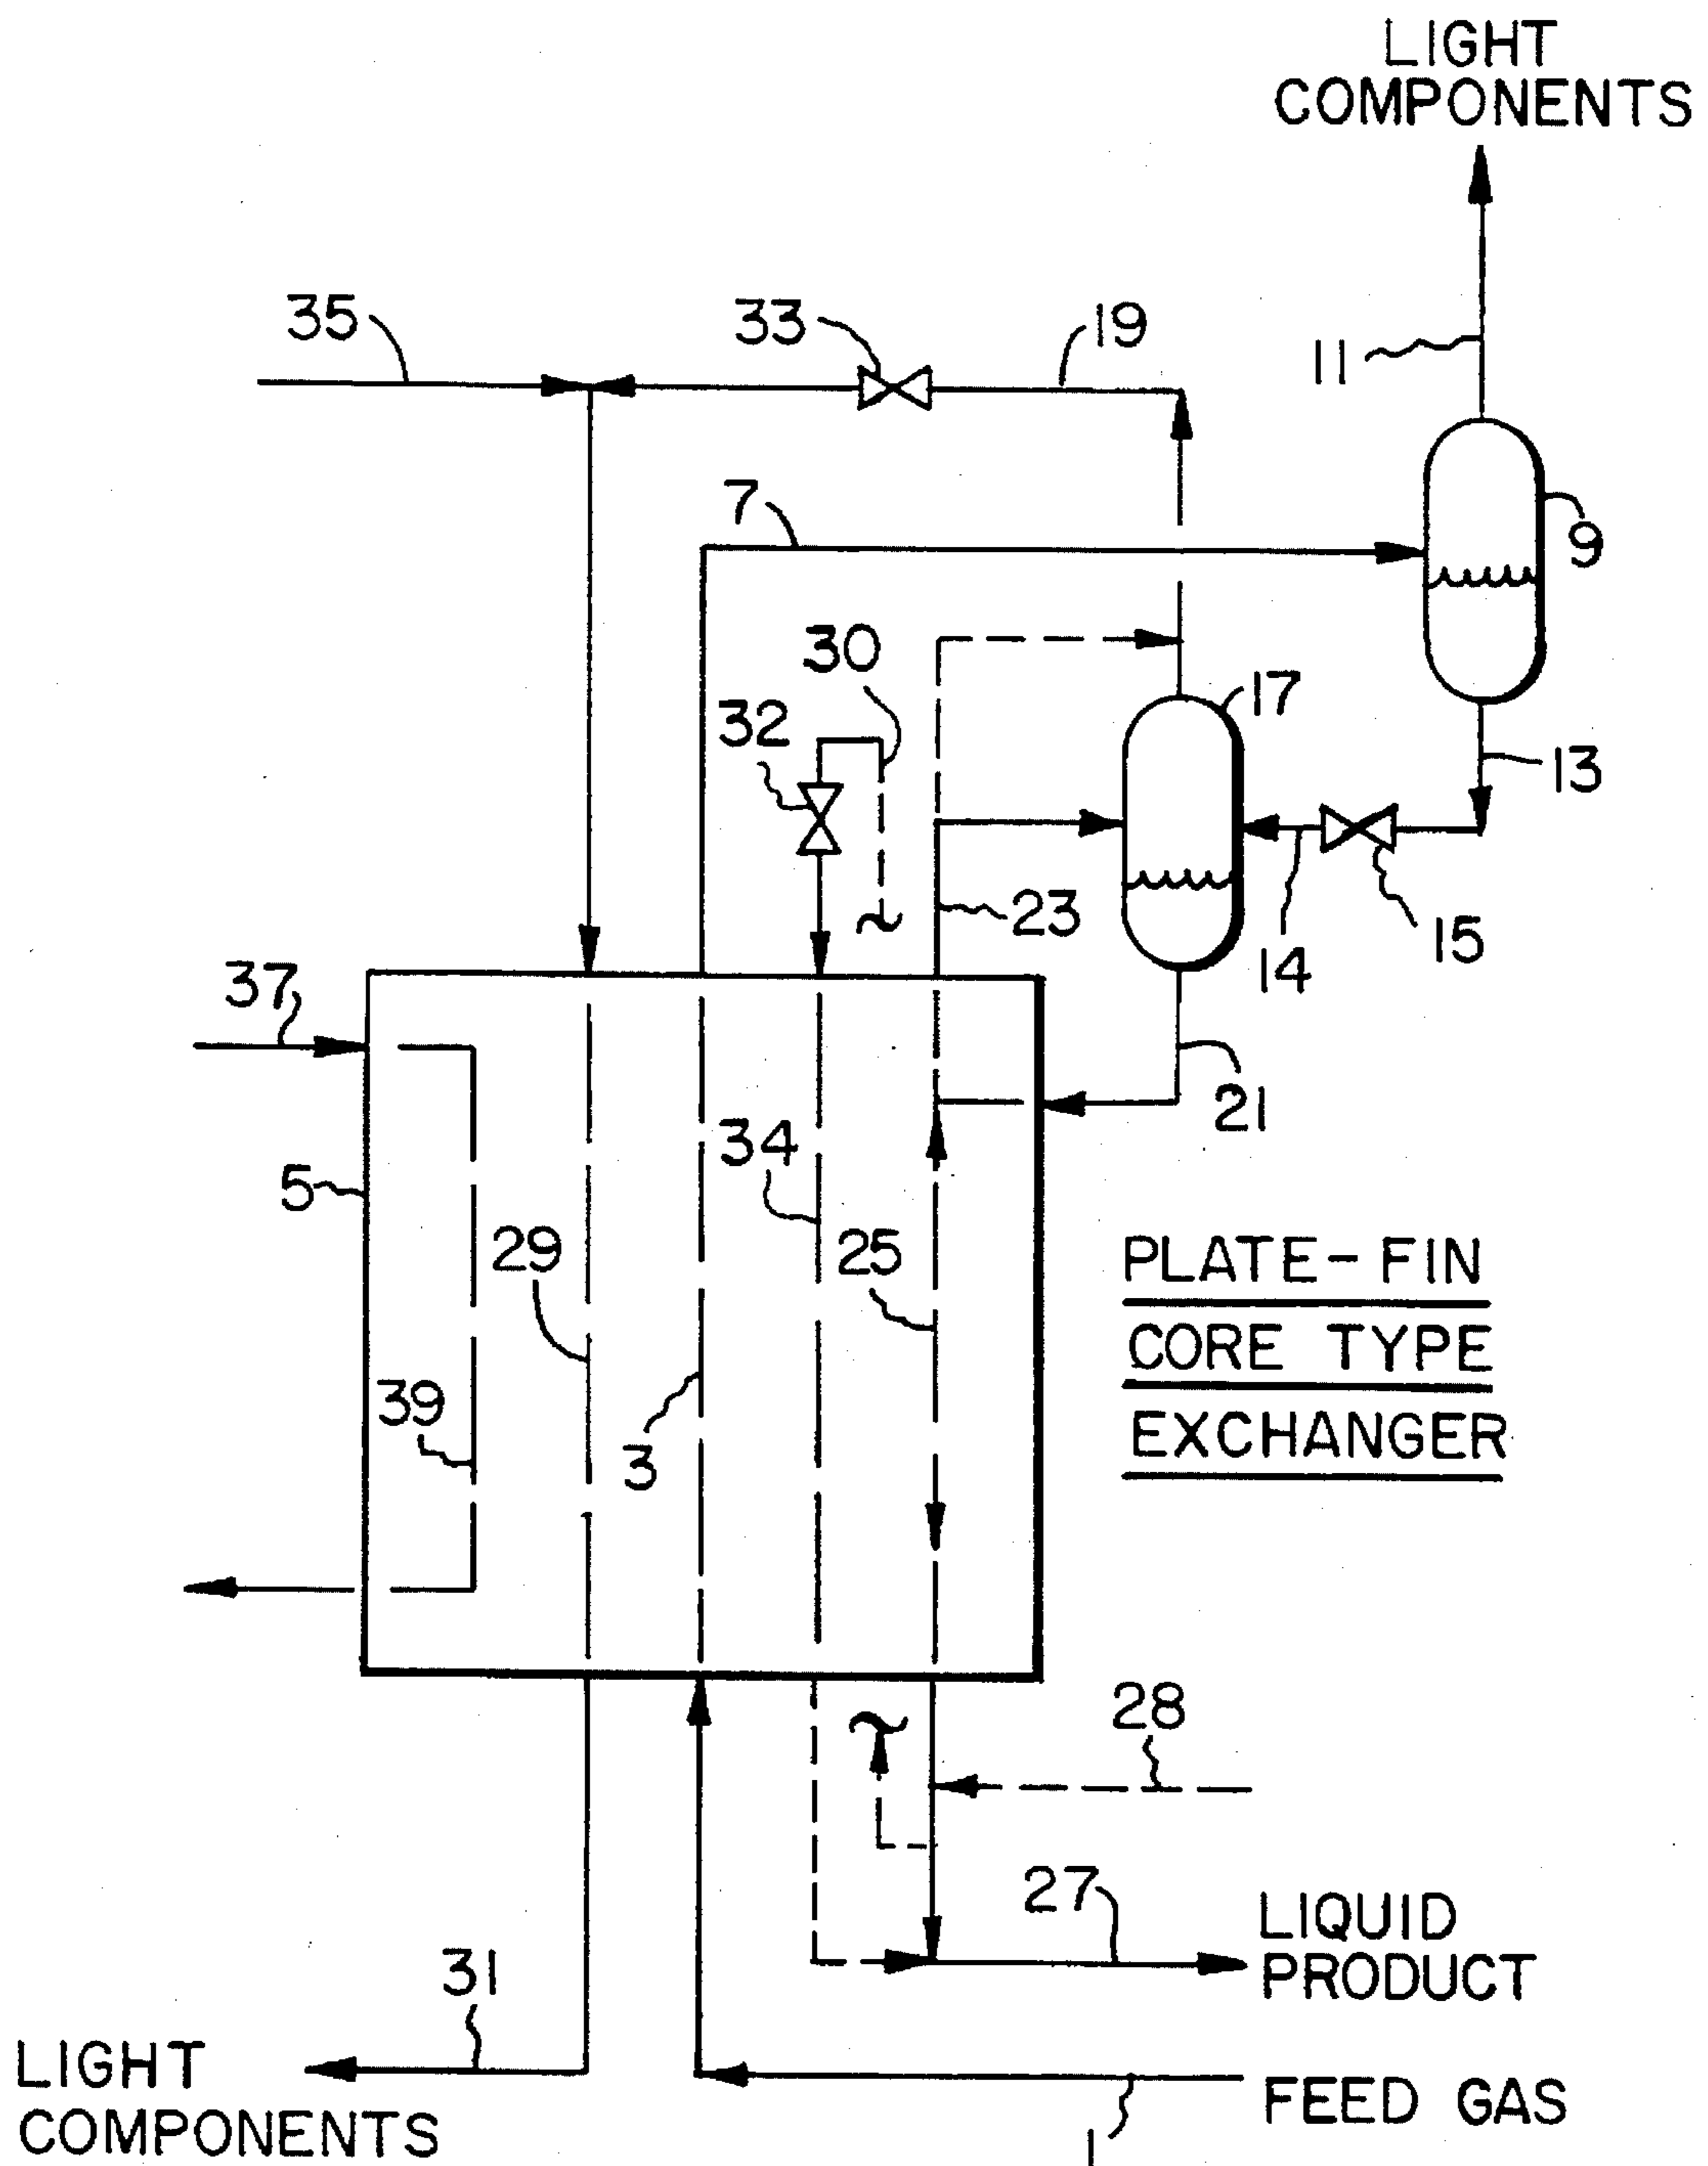 LIGHT
COMPONENTS
35
33
19
11
7
9
30
17
32
13
23
15
14
37
21
34
5
29
25
PLATE-FIN
CORE TYPE
EXCHANGER
39
3
28
27
LIQUID
PRODUCT
31
LIGHT
COMPONENTS
FEED GAS
1